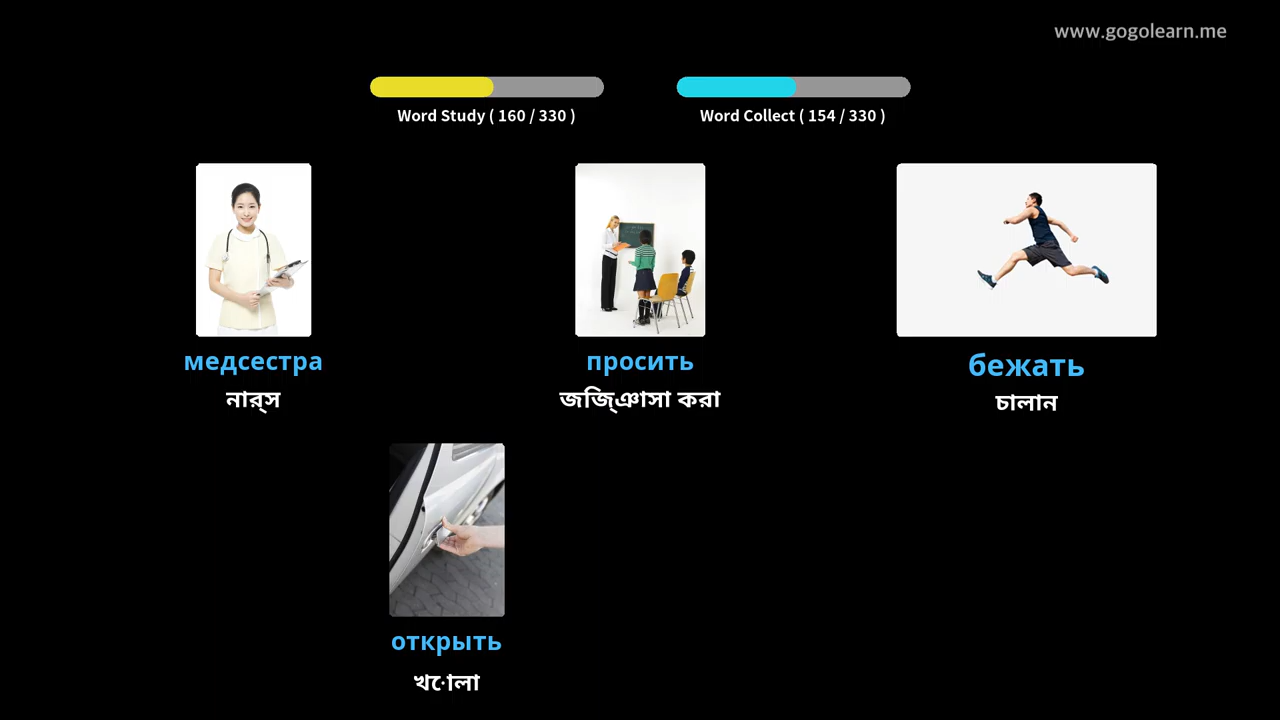 www.gogolearn.me
Word Study ( 160 / 330 )
Word Collect ( 154 / 330 )
медсестра
просить
бежать
নার্স
জিজ্ঞাসা করা
চালান
открыть
খোলা